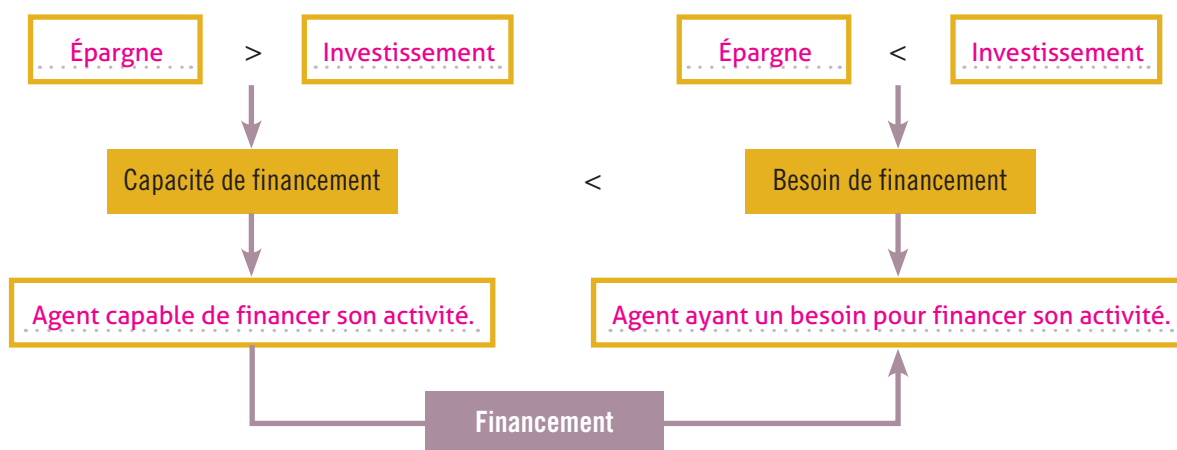 Épargne > Investissement Épargne < Investissement
Capacité de financement < Besoin de financement
Agent capable de financer son activité. Agent ayant un besoin pour financer son activité.
Financement